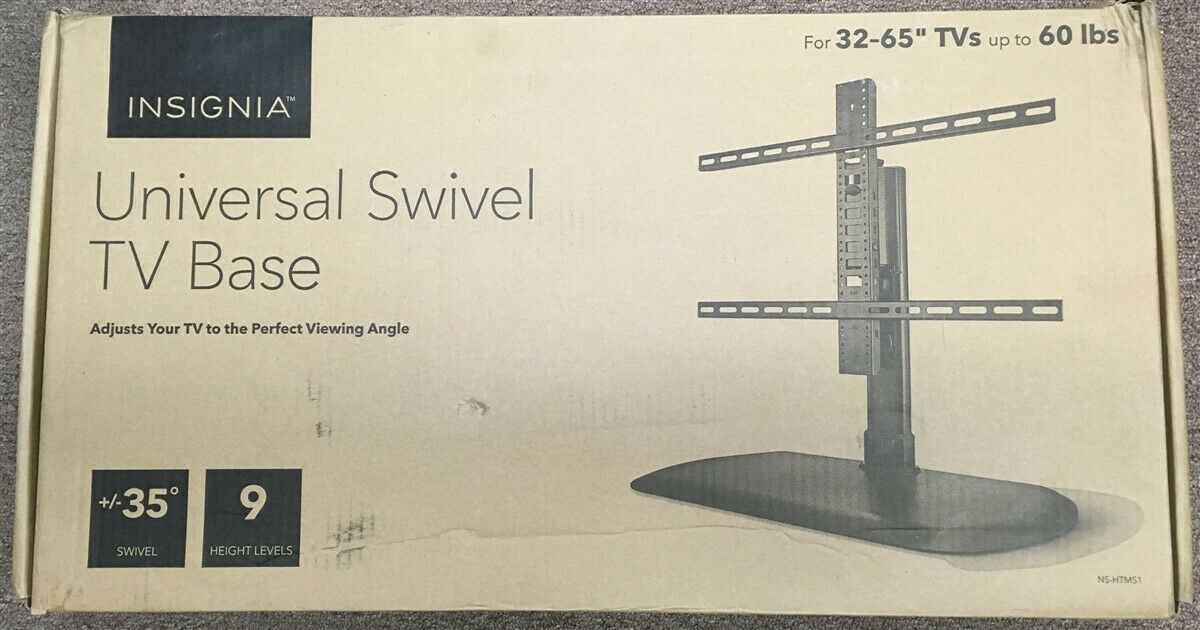 INSIGNIA™
For 32-65" TVs up to 60 lbs
Universal Swivel
TV Base
Adjusts Your TV to the Perfect Viewing Angle
+/-35°
SWIVEL
9
HEIGHT LEVELS
NS-HTMS1